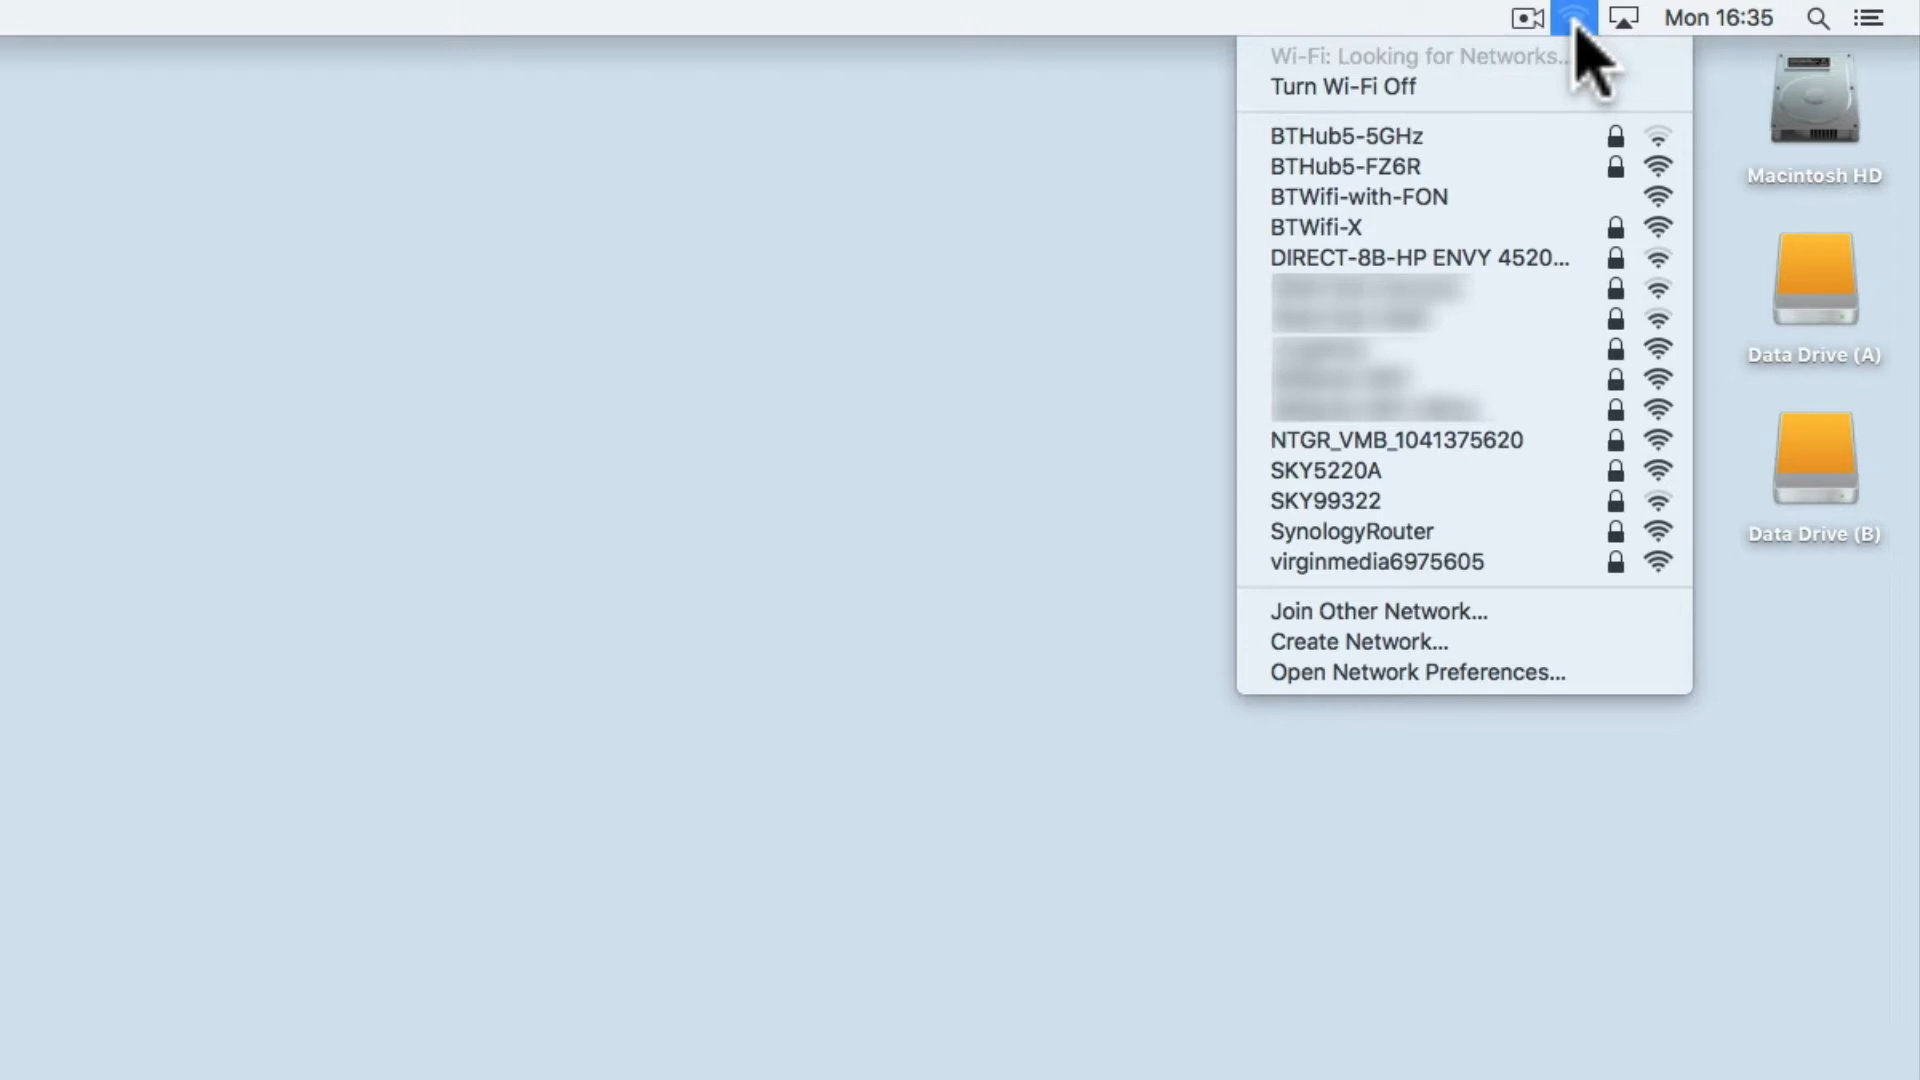 Mon 16:35
Wi-Fi: Looking for Networks...
Turn Wi-Fi Off
BTHub5-5GHz
BTHub5-FZ6R
BTWifi-with-FON
BTWifi-X
DIRECT-8B-HP ENVY 4520...
NTGR_VMB_1041375620
SKY5220A
SKY99322
SynologyRouter
virginmedia6975605
Join Other Network...
Create Network...
Open Network Preferences...
Macintosh HD
Data Drive (A)
Data Drive (B)